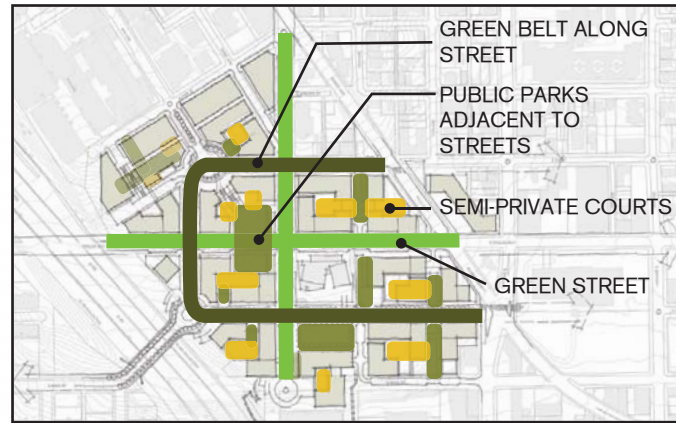 GREEN BELT ALONG
STREET
PUBLIC PARKS
ADJACENT TO
STREETS
SEMI-PRIVATE COURTS
GREEN STREET